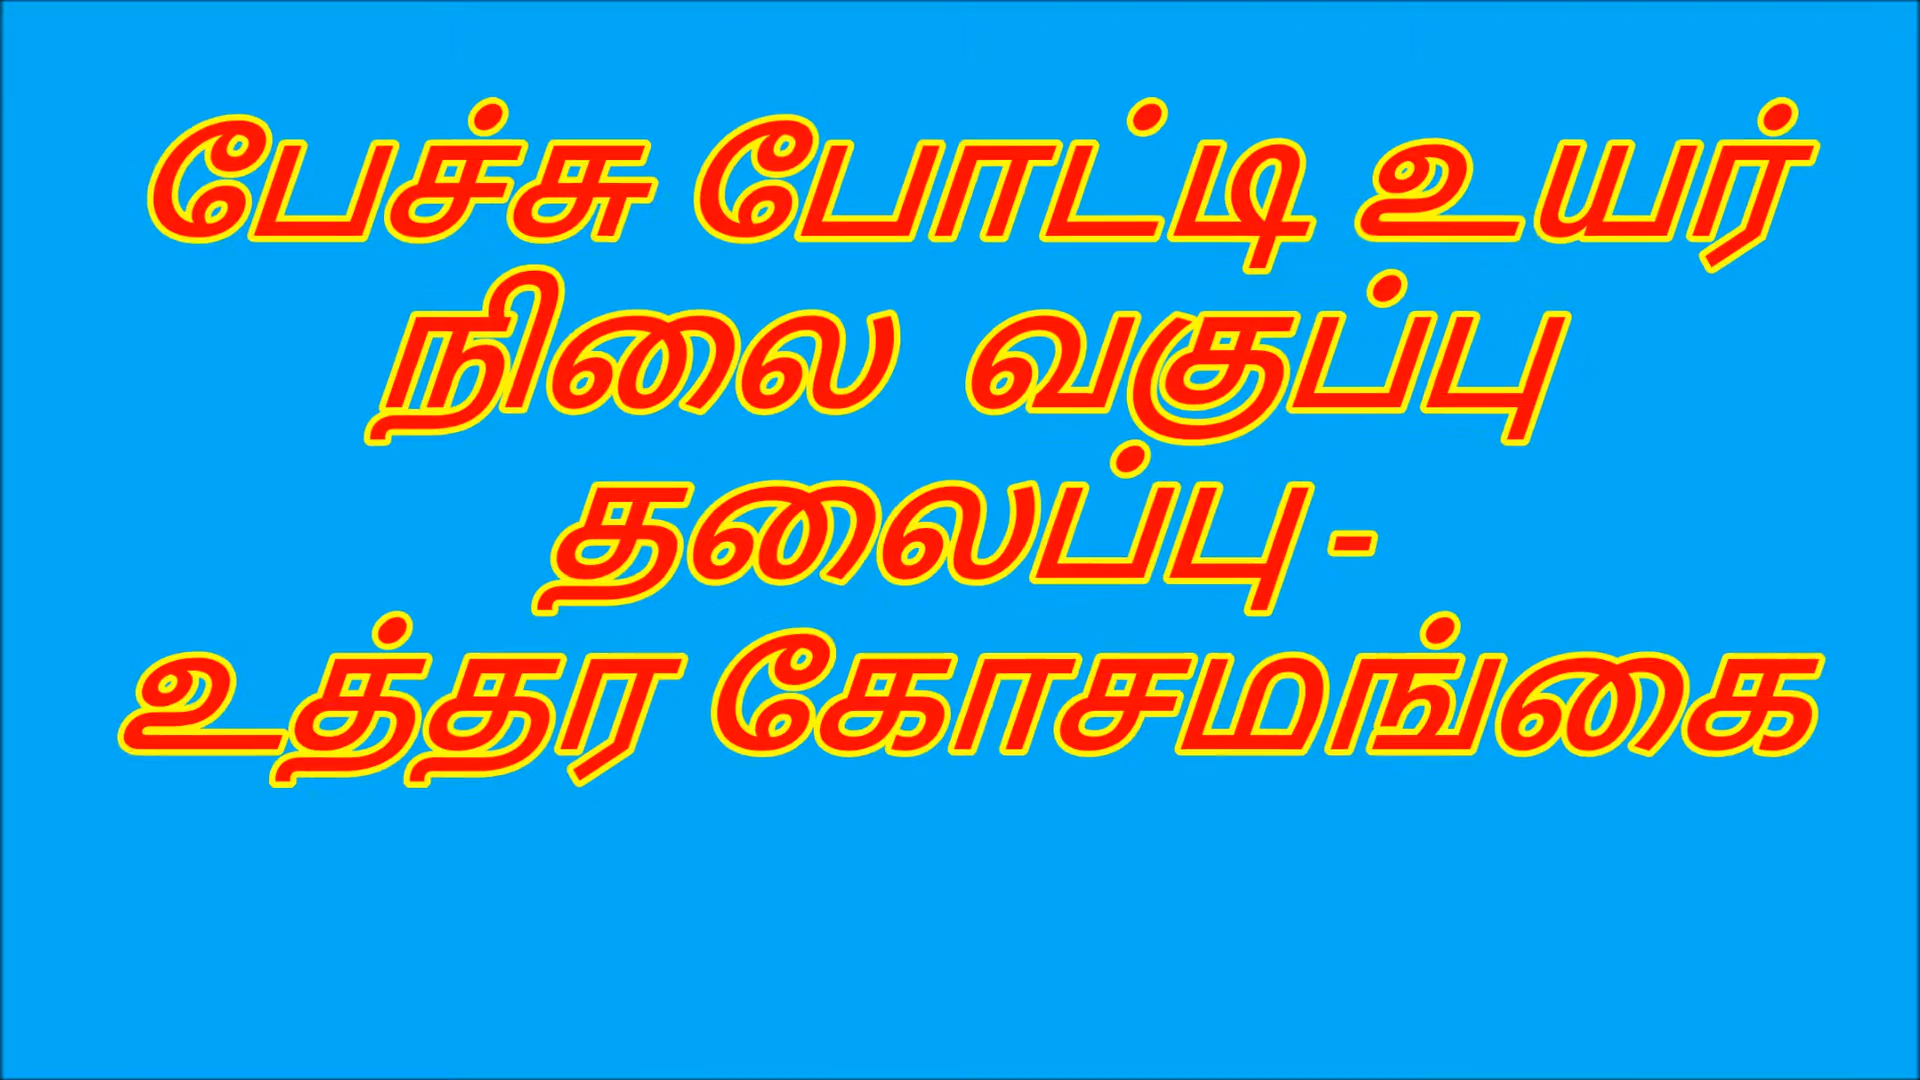 பேச்சு போட்டி உயர்
நிலை வகுப்பு
தலைப்பு -
உத்தர கோசமங்கை